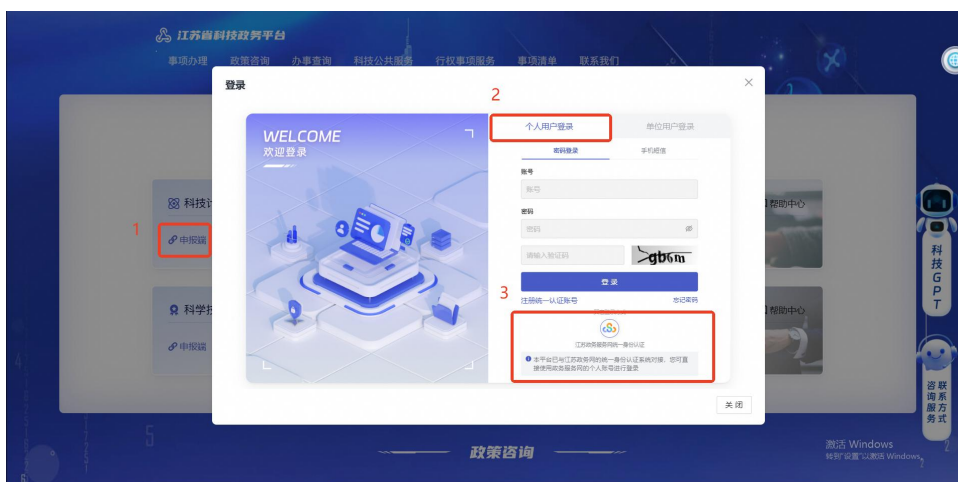 江苏省科技政务平台
事项办理 政策咨询 办事查询 科技公共服务 行权事项服务 事项清单 联系我们
登录
2
WELCOME
欢迎登录
个人用户登录 单位用户登录
密码登录 手机短信
账号
账号
密码
密码
请输入验证码
gb6m
登 录
3
注册统一认证账号 忘记密码
江苏政务服务网统一身份认证
本平台已与江苏政务网的统一身份认证系统对接,您可直
接使用政务服务网的个人账号进行登录
关 闭
科技计
1
申报端
科学技
申报端
帮助中心
帮助中心
科技GPT
联系方式
咨询服务
政策咨询
激活 Windows
转到"设置"以激活 Windows。